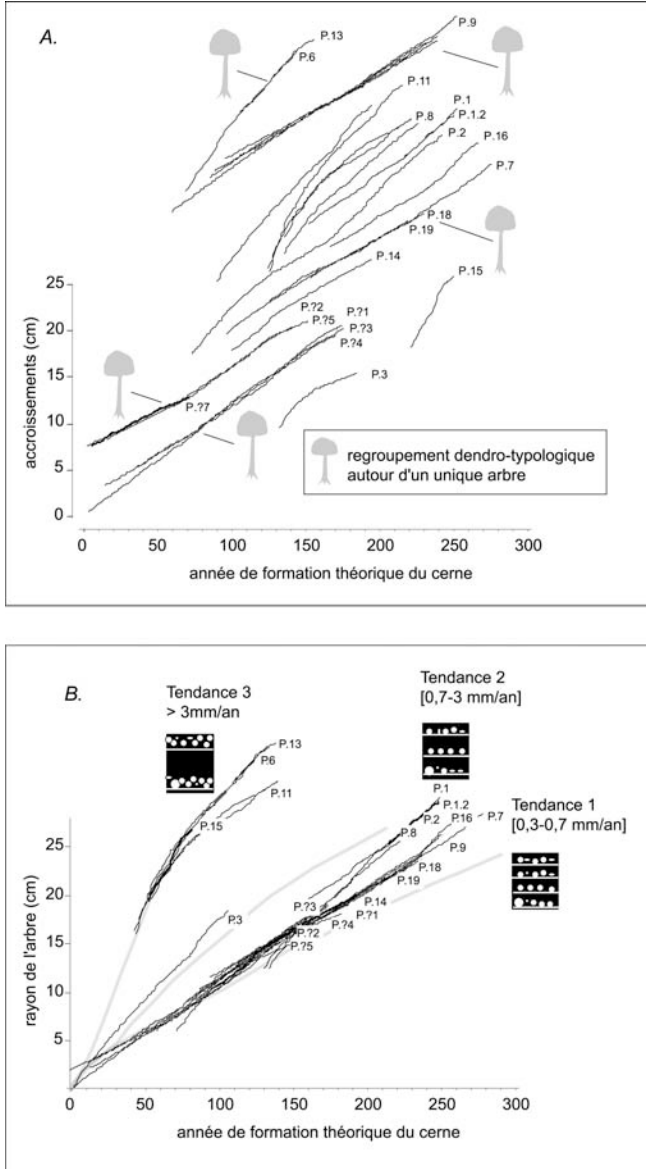 A.
P.13
P.6
P.9
P.11
P.8
P.1
P.1.2
P.2
P.16
P.7
P.18
P.19
P.14
P.15
P.?2
P.?5
P.?1
P.?3
P.?4
P.?7
P.3
25
20
15
10
5
0
accroissements (cm)
regroupement dendro-typologique
autour d'un unique arbre
0 50 100 150 200 250 300
année de formation théorique du cerne
B.
Tendance 3
> 3mm/an
Tendance 2
[0,7-3 mm/an]
Tendance 1
[0,3-0,7 mm/an]
P.13
P.6
P.11
P.15
P.1
P.1.2
P.2
P.16
P.7
P.8
P.9
P.18
P.19
P.3
P.?3
P.14
P.?1
P.?4
P.?2
P.?5
25
20
15
10
5
rayon de l'arbre (cm)
0 50 100 150 200 250 300
année de formation théorique du cerne